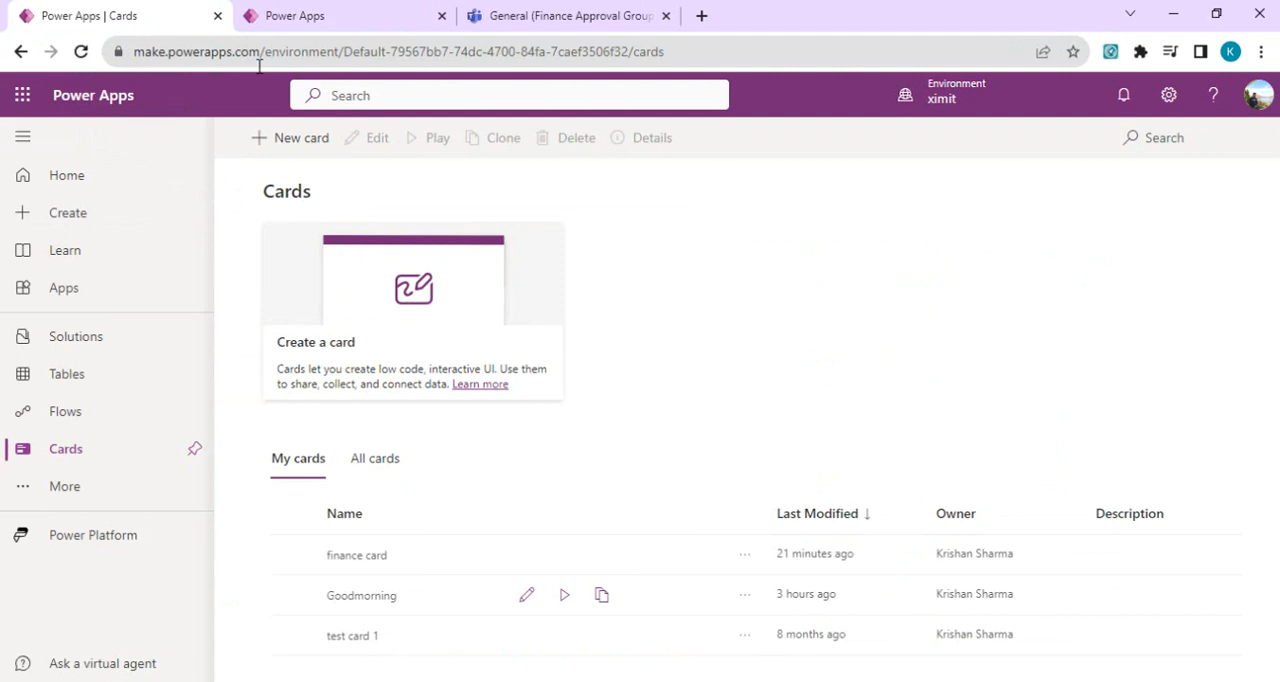 Power Apps | Cards
Power Apps
General (Finance Approval Group
make.powerapps.com/environment/Default-79567bb7-74dc-4700-84fa-7caef3506f32/cards
K
Power Apps
Search
Environment
ximit
New card
Edit
Play
Clone
Delete
Details
Search
Home
Create
Learn
Apps
Solutions
Tables
Flows
Cards
More
Power Platform
Ask a virtual agent
Cards
Create a card
Cards let you create low code, interactive UI. Use them
to share, collect, and connect data. Learn more
My cards All cards
Name Last Modified ↓ Owner Description
finance card ··· 21 minutes ago Krishan Sharma
Goodmorning ··· 3 hours ago Krishan Sharma
test card 1 ··· 8 months ago Krishan Sharma